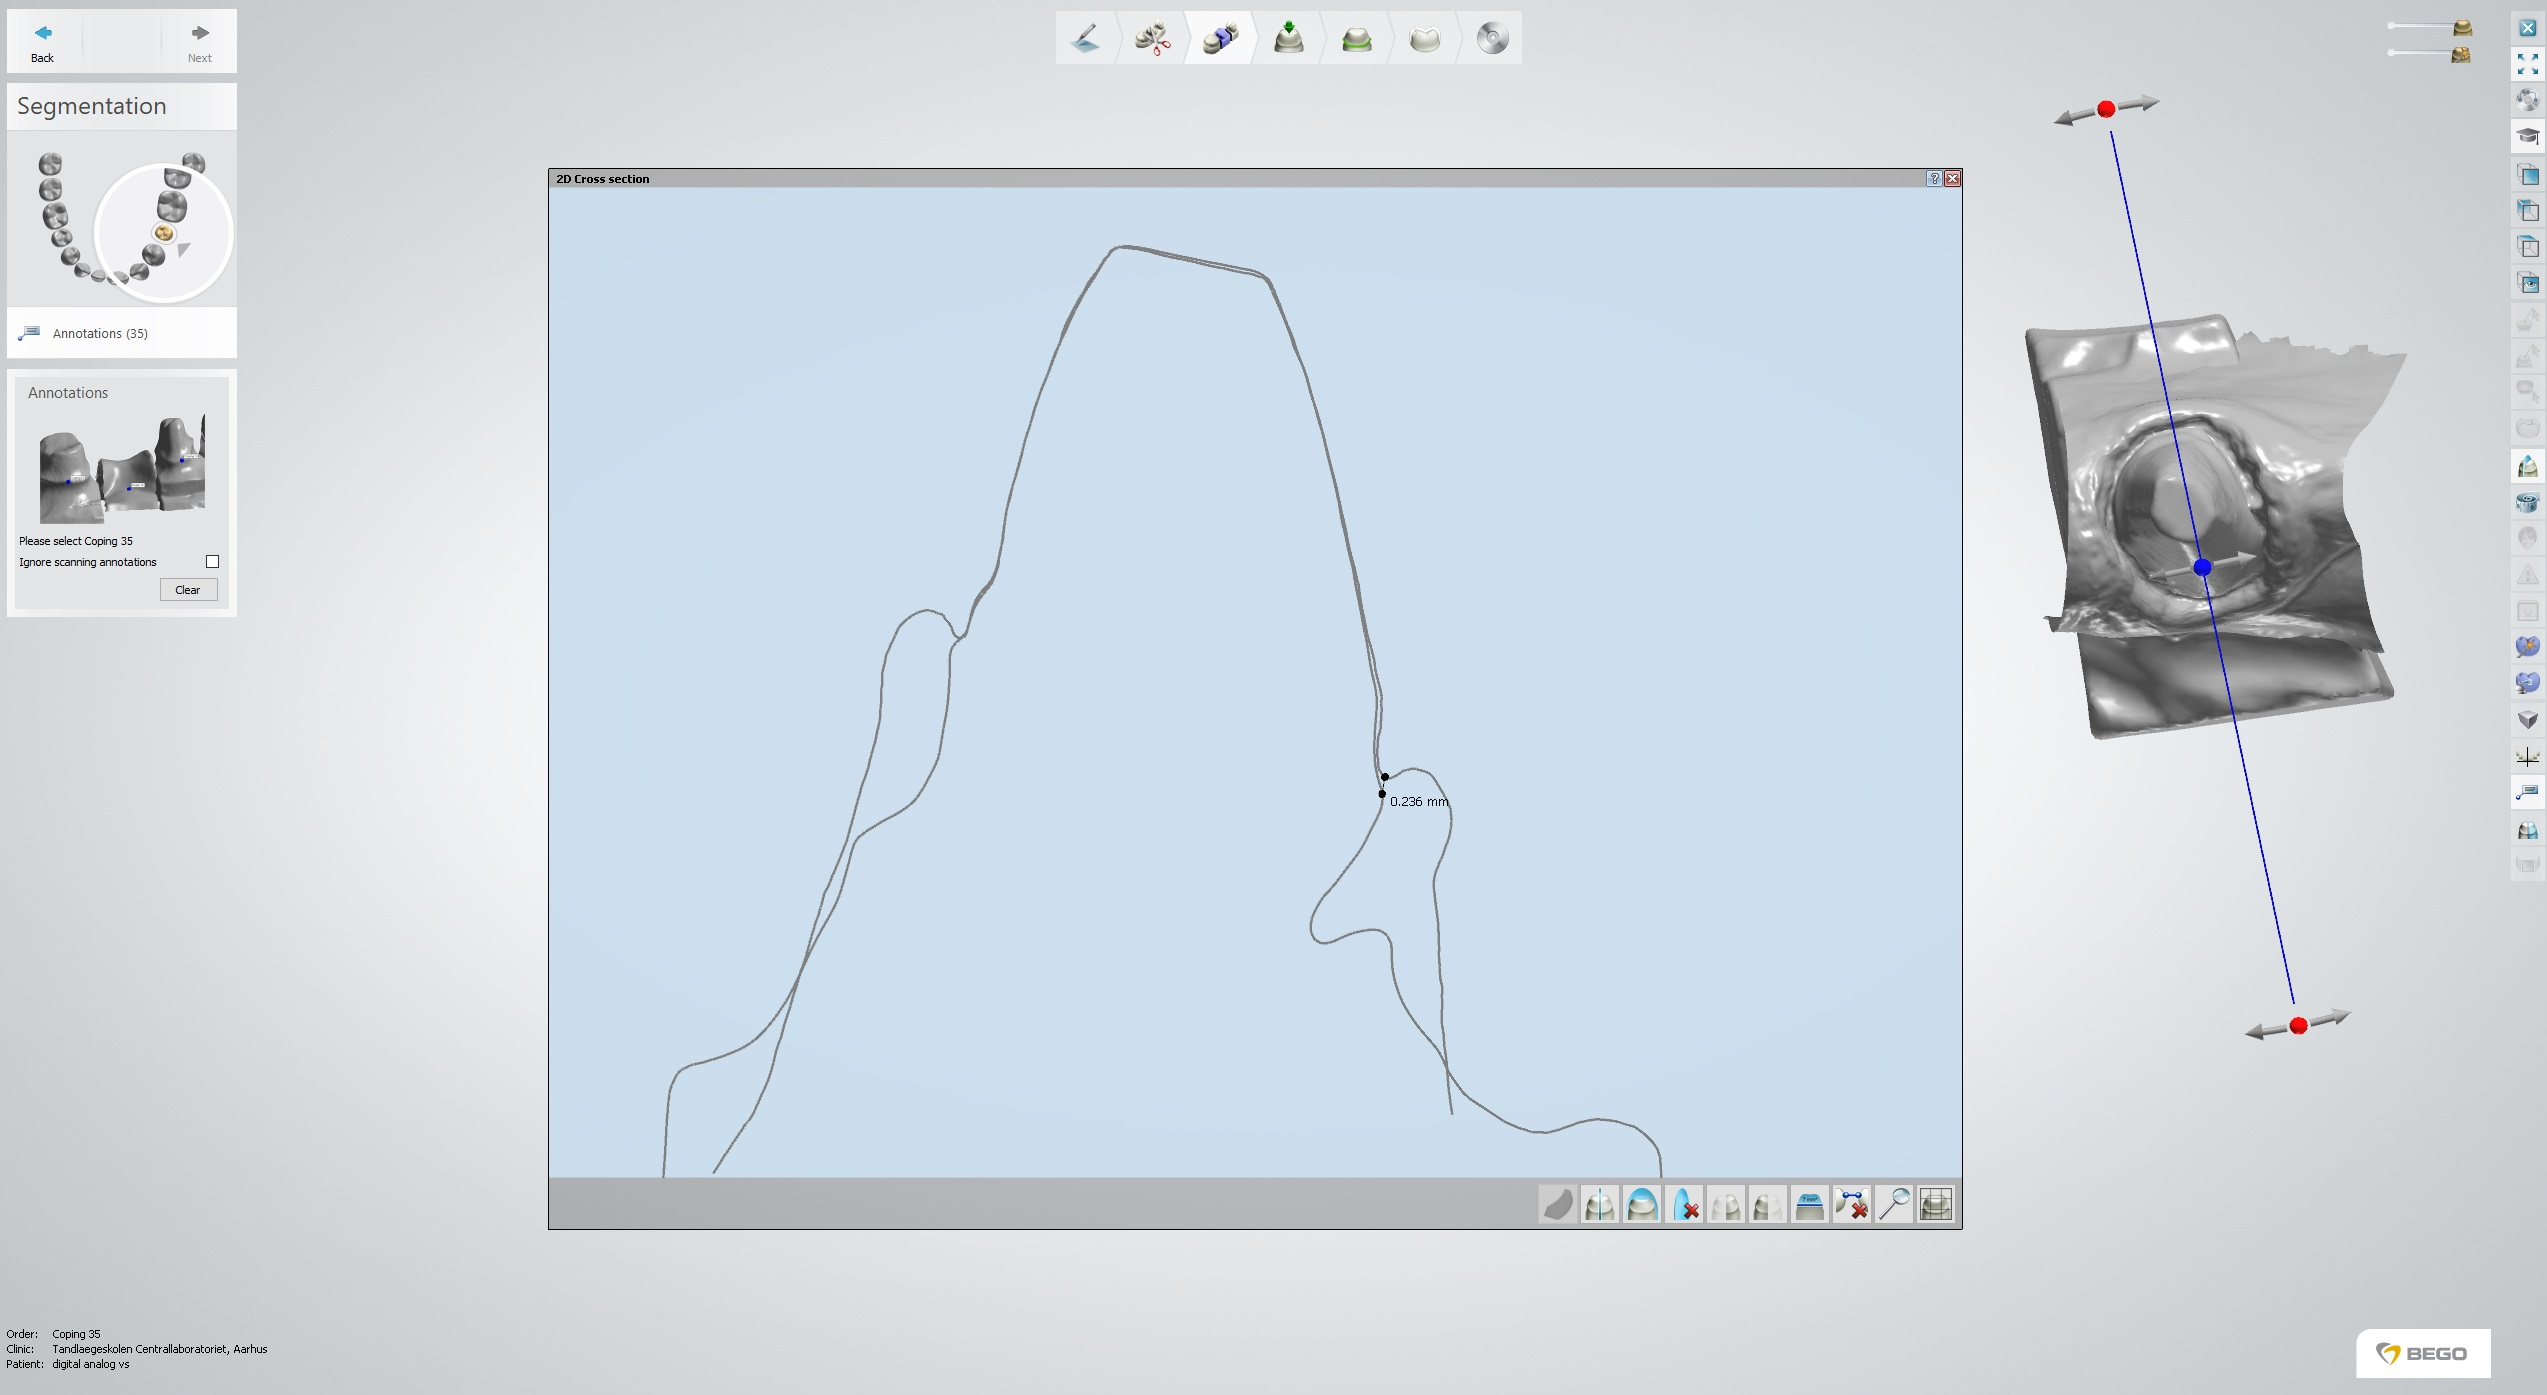 Back
Next
Segmentation
Annotations (35)
Annotations
Please select Coping 35
Ignore scanning annotations
Clear
2D Cross section
?
0.236 mm
Order: Coping 35
Clinic: Tandlaegeskolen Centrallaboratoriet, Aarhus
Patient: digital analog vs
BEGO